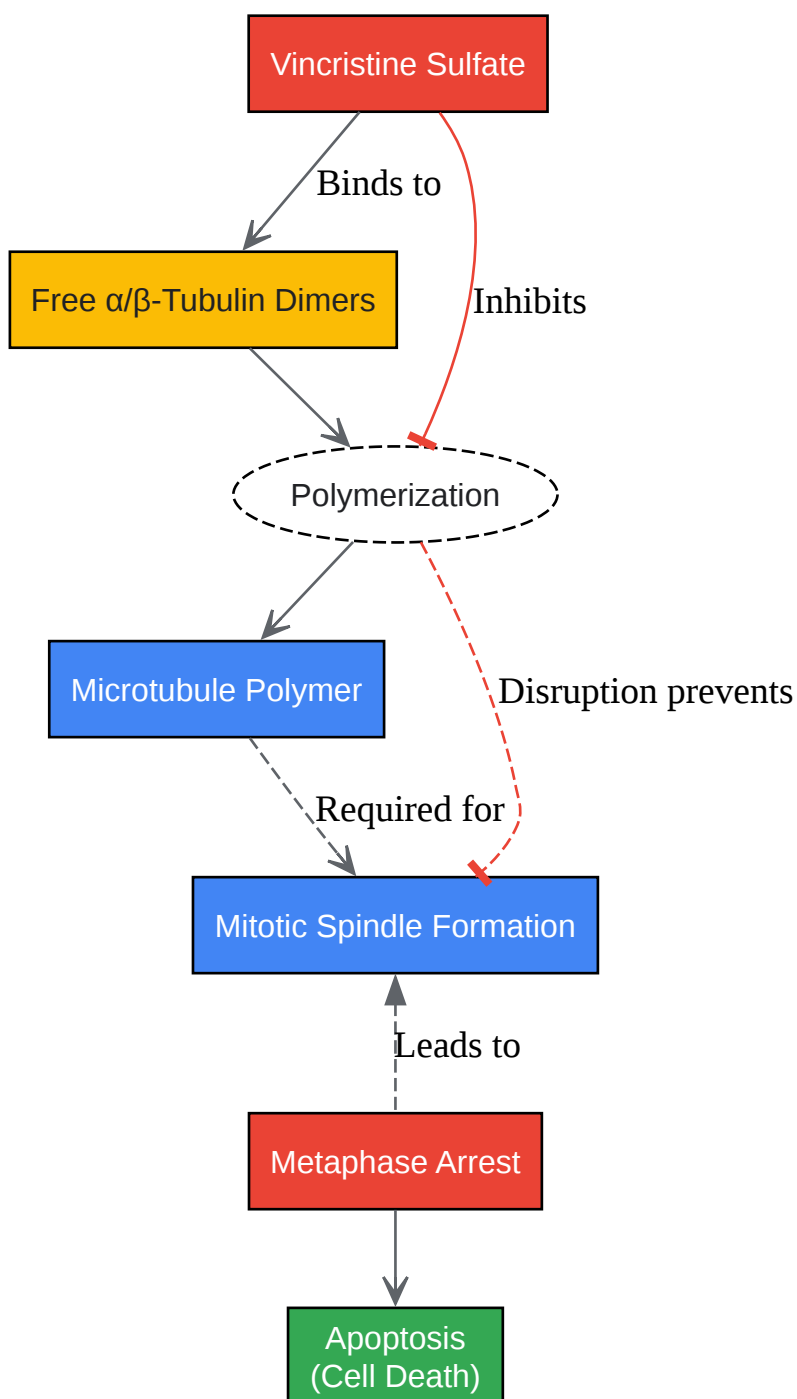 Vincristine Sulfate
Binds to
Free α/β-Tubulin Dimers
Inhibits
Polymerization
Microtubule Polymer
Disruption prevents
Required for
Mitotic Spindle Formation
Leads to
Metaphase Arrest
Apoptosis
(Cell Death)